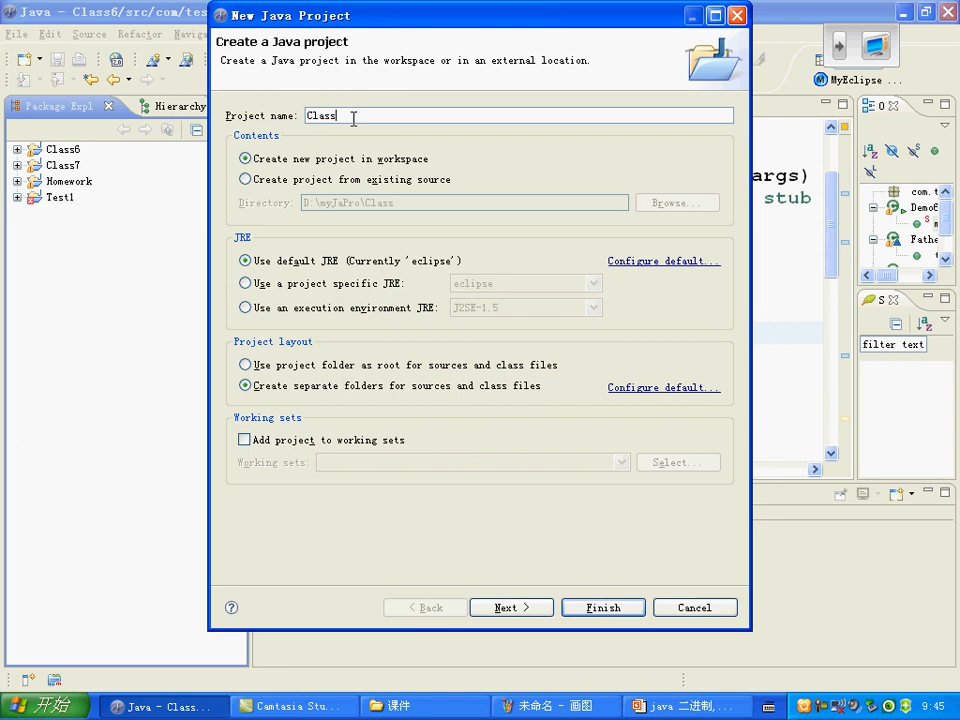 Java - Class6/src/com/tes
New Java Project
File Edit Source Refactor Naviga
Create a Java project
Create a Java project in the workspace or in an external location.
MyEclipse ...
Package Expl
Hierarchy
Project name: Class
Contents
Create new project in workspace
Create project from existing source
Directory: D:\myJaPro\Class
Browse...
Class6
Class7
Homework
Test1
args)
stub
com.t
Demo6
Fathe
JRE
Use default JRE (Currently 'eclipse')
Configure default...
Use a project specific JRE: eclipse
Use an execution environment JRE: J2SE-1.5
S
filter text
Project layout
Use project folder as root for sources and class files
Create separate folders for sources and class files
Configure default...
Working sets
Add project to working sets
Working sets:
Select...
< Back
Next >
Finish
Cancel
开始
Java - Class...
Camtasia Stu...
课件
未命名 - 画图
java 二进制,...
9:45